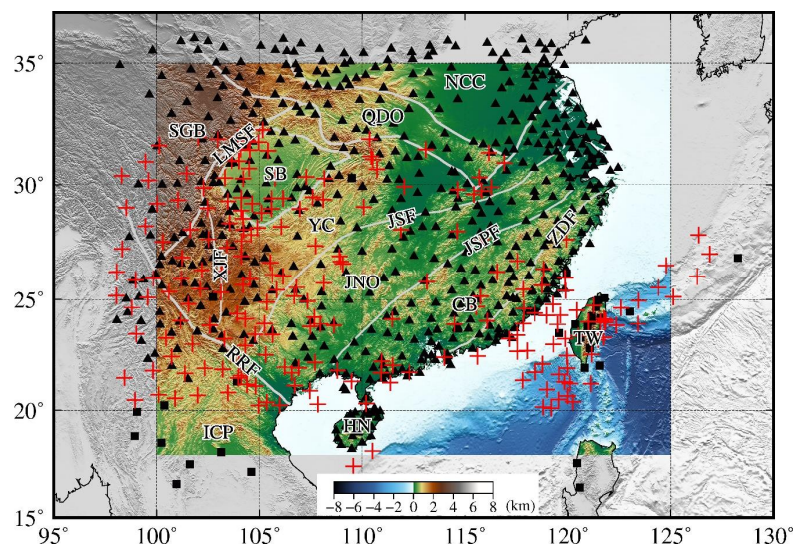 35°
30°
25°
20°
15°
95°
100°
105°
110°
115°
120°
125°
130°
NCC
QDO
SGB
LMSF
SB
YC
JSF
JSPF
ZDF
XJF
JNO
CB
TW
RRF
HN
ICP
−8 −6 −4 −2 0 2 4 6 8 (km)